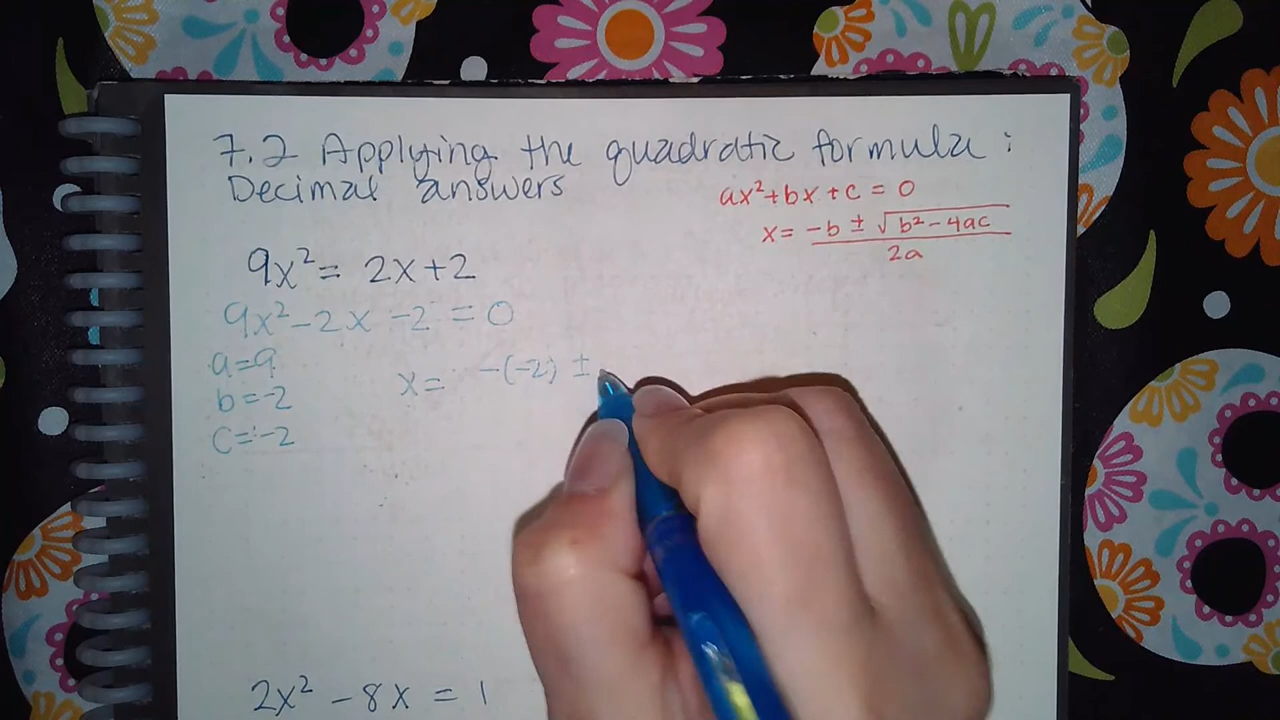 7.2 Applying the quadratic formula:
Decimal answers
ax²+bx+c = 0
x = -b ± √b²-4ac
2a
9x² = 2x+2
9x²-2x -2 = 0
a=9
b=-2
c=-2
x= -(-2) ±
2x² -8x = 1